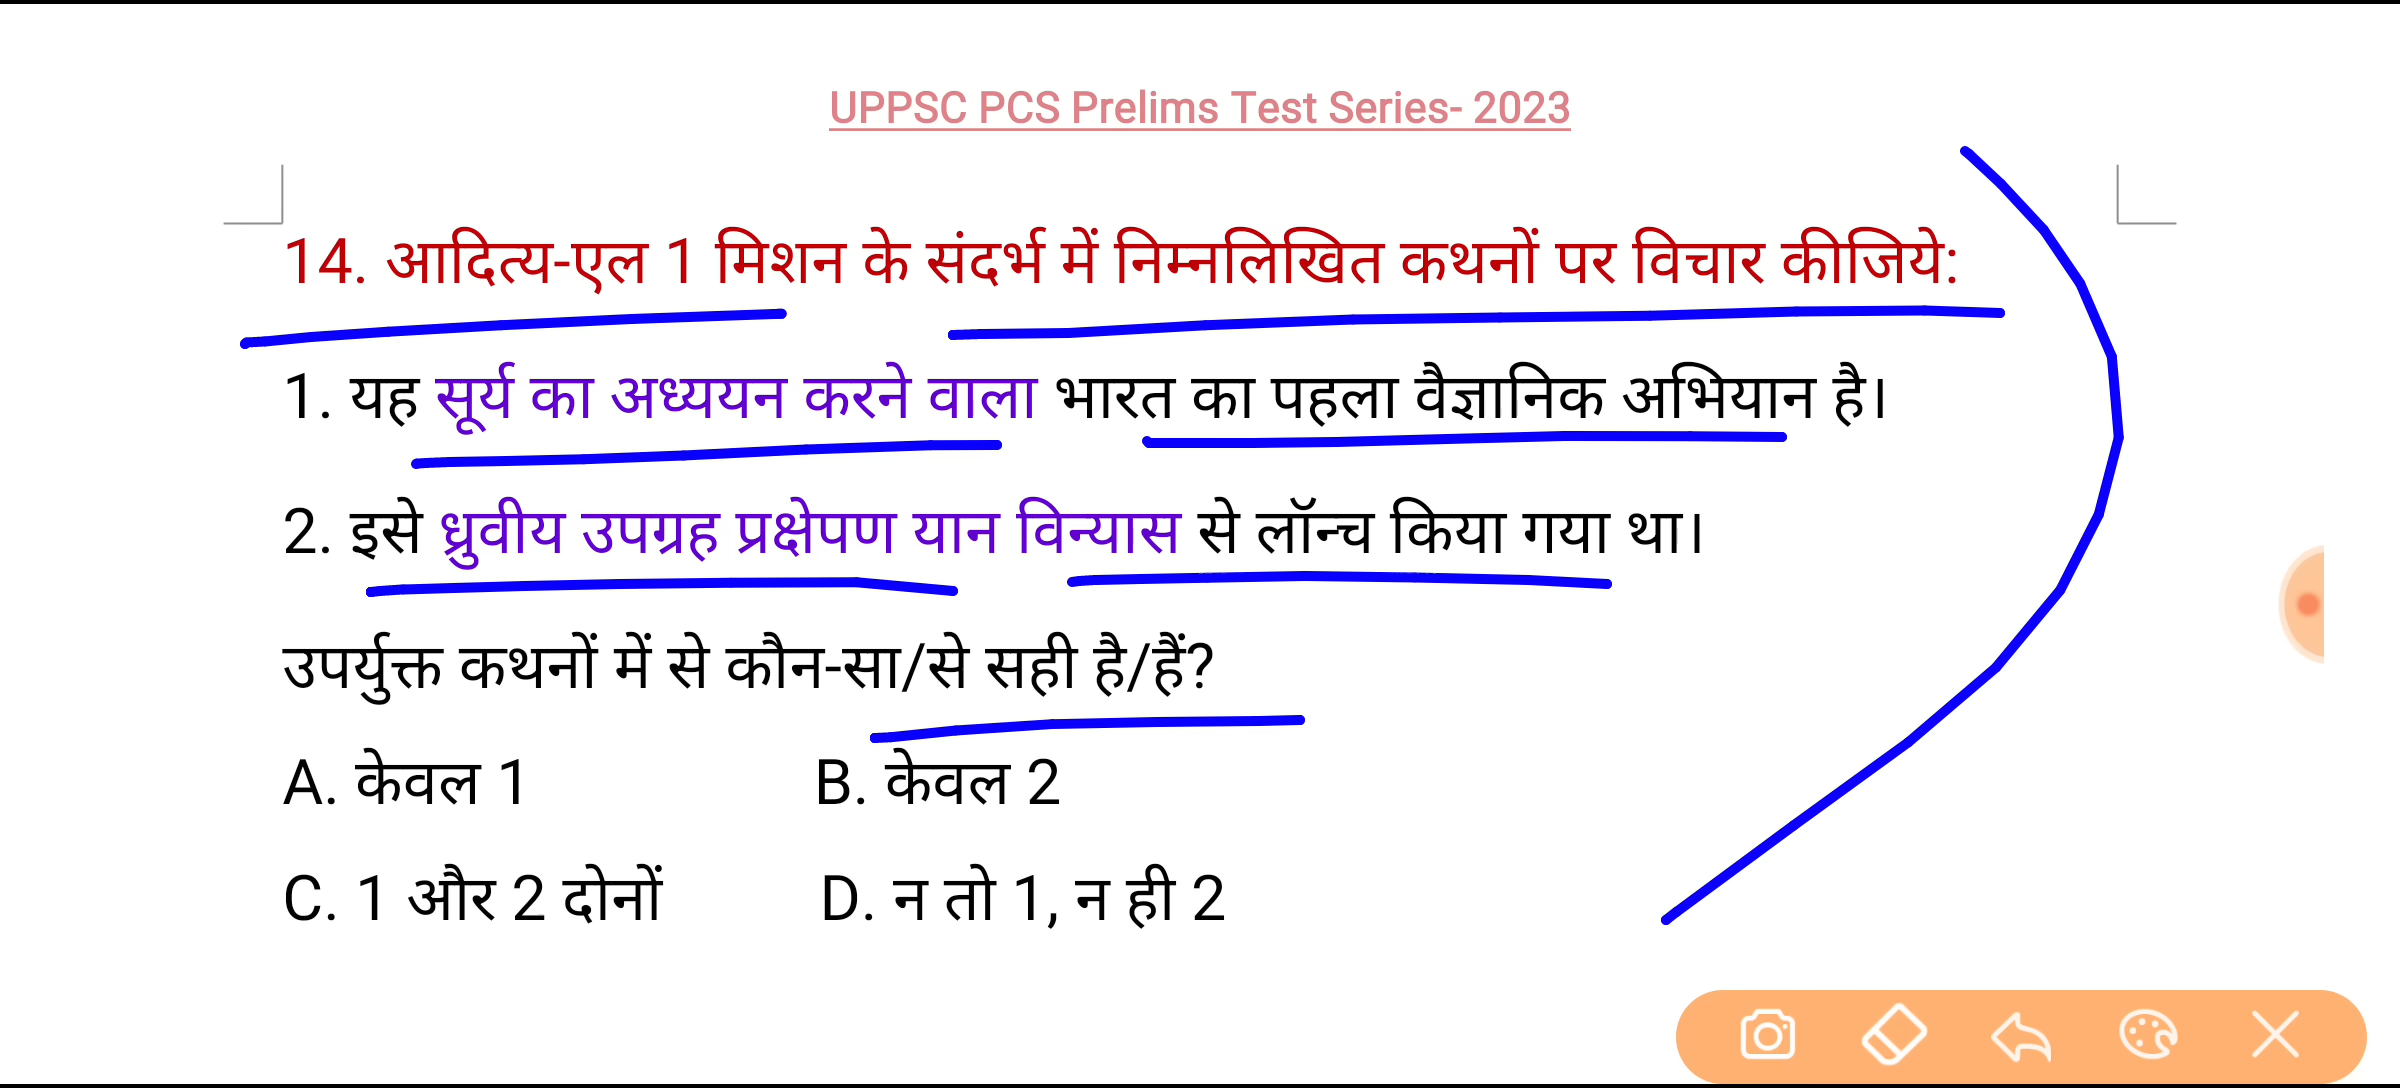 UPPSC PCS Prelims Test Series- 2023
14. आदित्य-एल 1 मिशन के संदर्भ में निम्नलिखित कथनों पर विचार कीजिये:
1. यह सूर्य का अध्ययन करने वाला भारत का पहला वैज्ञानिक अभियान है।
2. इसे ध्रुवीय उपग्रह प्रक्षेपण यान विन्यास से लॉन्च किया गया था।
उपर्युक्त कथनों में से कौन-सा/से सही है/हैं?
A. केवल 1 B. केवल 2
C. 1 और 2 दोनों D. न तो 1, न ही 2